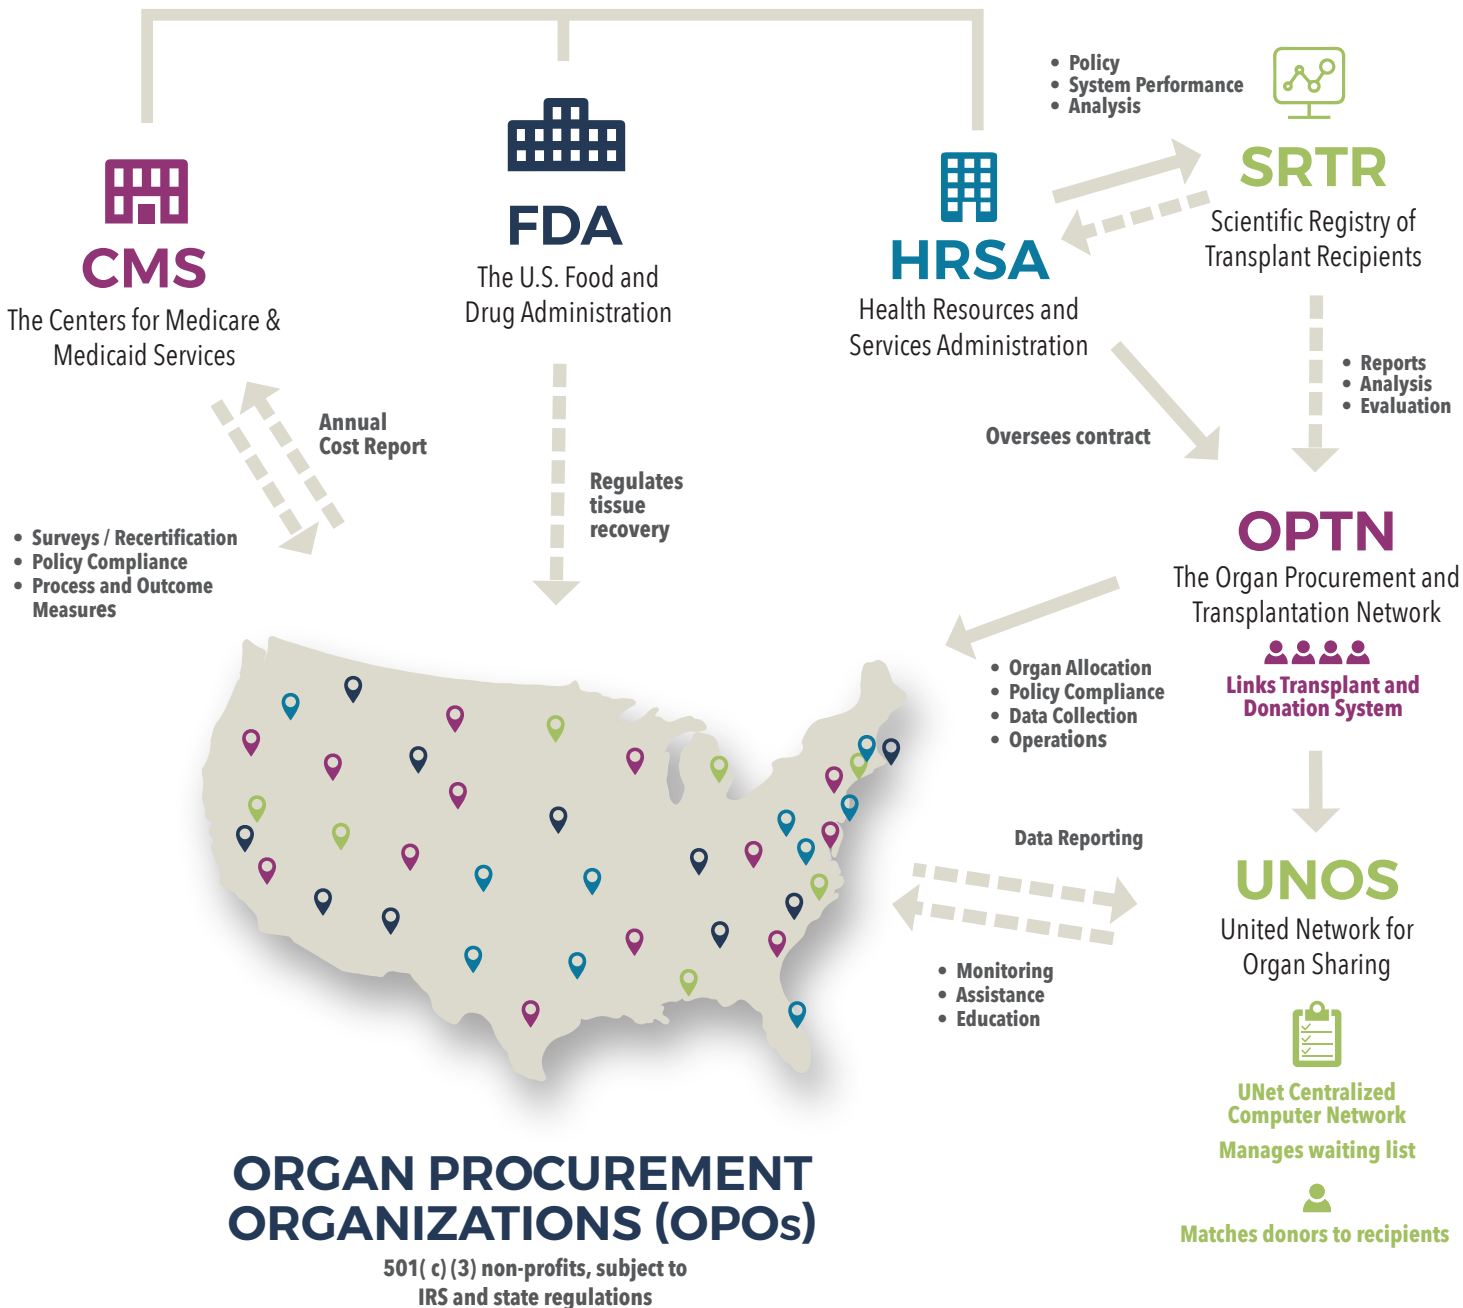 CMS
The Centers for Medicare &
Medicaid Services
FDA
The U.S. Food and
Drug Administration
HRSA
Health Resources and
Services Administration
• Policy
• System Performance
• Analysis
SRTR
Scientific Registry of
Transplant Recipients
Annual
Cost Report
• Surveys / Recertification
• Policy Compliance
• Process and Outcome
Measures
Regulates
tissue
recovery
Oversees contract
• Reports
• Analysis
• Evaluation
OPTN
The Organ Procurement and
Transplantation Network
Links Transplant and
Donation System
• Organ Allocation
• Policy Compliance
• Data Collection
• Operations
Data Reporting
• Monitoring
• Assistance
• Education
UNOS
United Network for
Organ Sharing
UNet Centralized
Computer Network
Manages waiting list
Matches donors to recipients
ORGAN PROCUREMENT
ORGANIZATIONS (OPOs)
501( c) (3) non-profits, subject to
IRS and state regulations